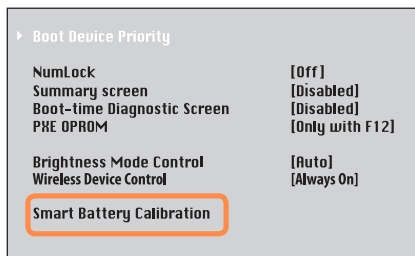 Boot Device Priority
NumLock [Off]
Summary screen [Disabled]
Boot-time Diagnostic Screen [Disabled]
PXE OPROM [Only with F12]
Brightness Mode Control [Auto]
Wireless Device Control [Always On]
Smart Battery Calibration